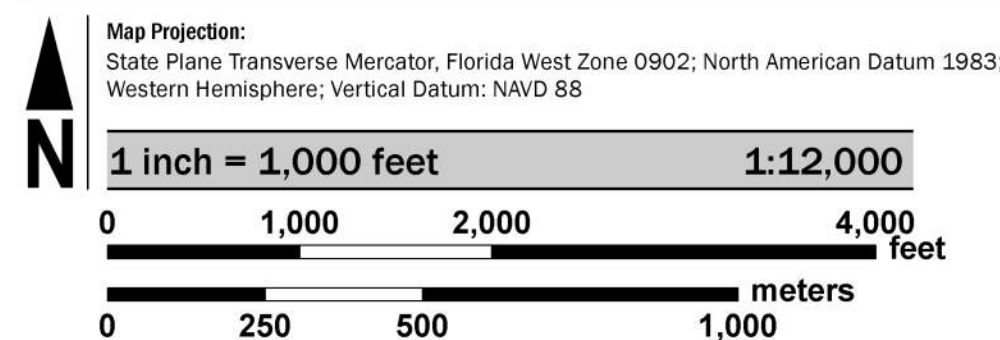 Map Projection:
State Plane Transverse Mercator, Florida West Zone 0902; North American Datum 1983;
Western Hemisphere; Vertical Datum: NAVD 88
N
1 inch = 1,000 feet 1:12,000
0 1,000 2,000 4,000
feet
meters
0 250 500 1,000